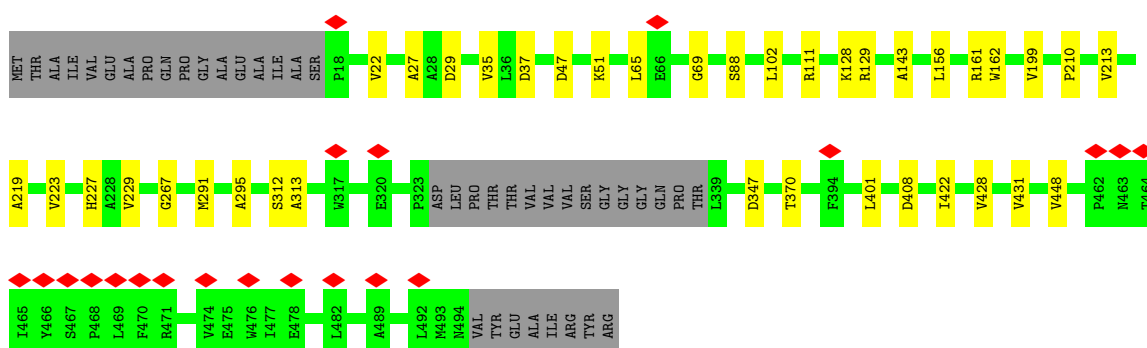 MET THR ALA ILE VAL GLU ALA PRO GLN PRO GLY ALA GLU ALA ILE ALA SER P18 V22 A27 A28 D29 V35 L36 D37 D47 K51 L65 E66 G69 S88 L102 R111 K128 R129 A143 L156 R161 W162 V199 P210 V213
A219 V223 H227 A228 V229 G267 M291 A295 S312 A313 W317 E320 P323 ASP LEU PRO THR THR VAL VAL VAL SER GLY GLY GLY GLN PRO THR L339 D347 T370 F394 L401 D408 I422 V428 V431 V448 P462 N463 T464
I465 Y466 S467 P468 L469 F470 R471 V474 E475 W476 I477 E478 L482 A489 L492 M493 N494 VAL TYR GLU ALA ILE ARG TYR ARG